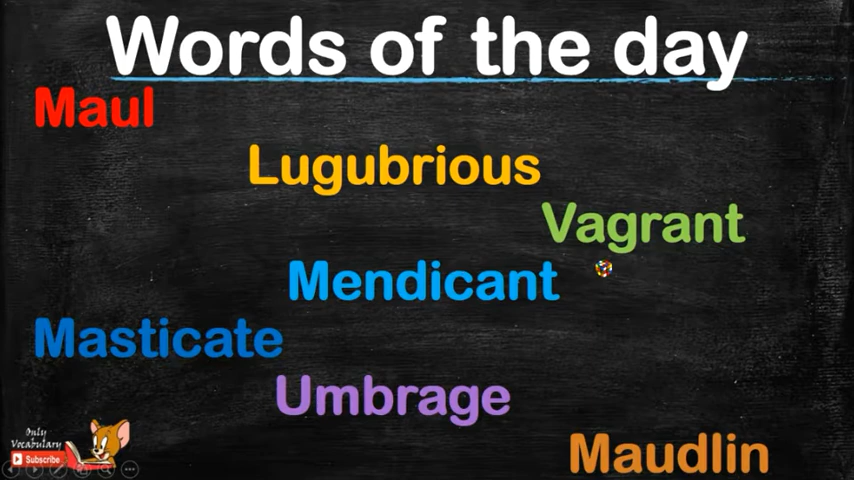 Words of the day
Maul
Lugubrious
Vagrant
Mendicant
Masticate
Umbrage
Maudlin
Only
Vocabulary
Subscribe